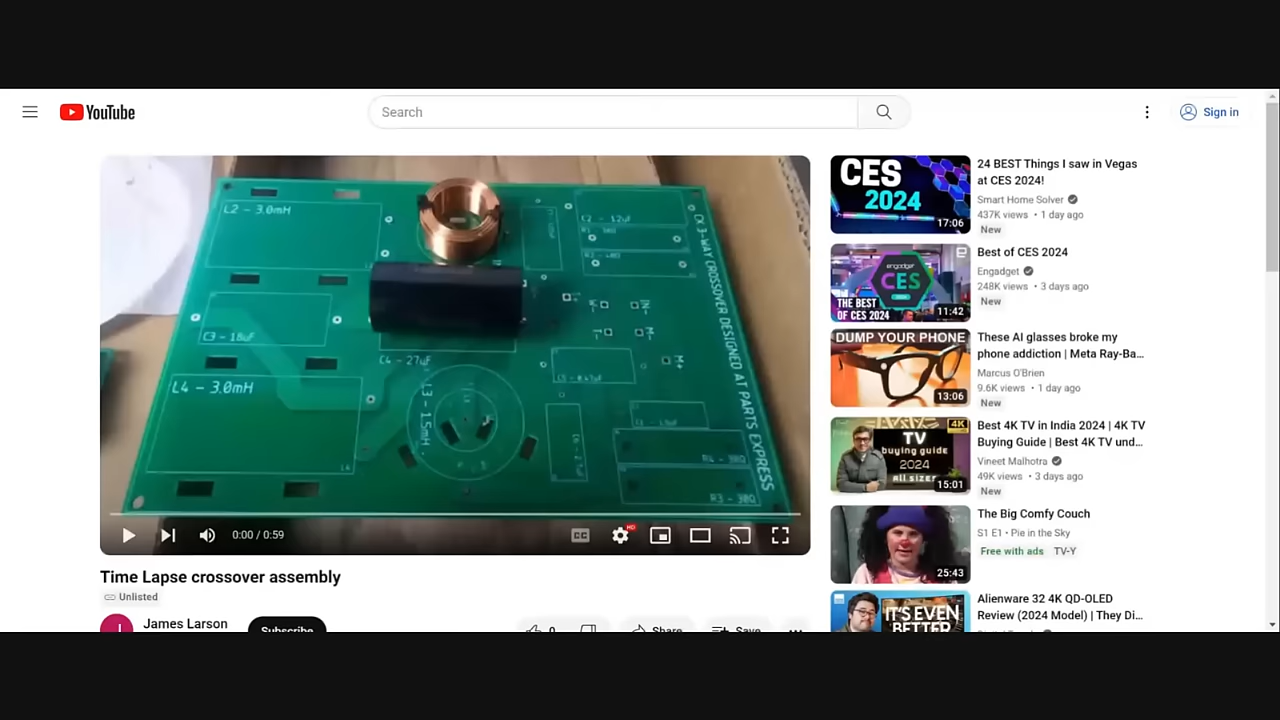 YouTube
Search
Sign in
L2 - 3.0mH
C2 - 12uF
C3 - 18uF
C4 - 27uF
L4 - 3.0mH
L3 - 1.5mH
L4
R4 - 30Ω
R3 - 30Ω
CX 3-WAY CROSSOVER DESIGNED AT PARTS EXPRESS
0:00 / 0:59
CC
HD
Time Lapse crossover assembly
Unlisted
James Larson
Subscribe
0
Share
Save
CES
2024
17:06
24 BEST Things I saw in Vegas
at CES 2024!
Smart Home Solver
437K views • 1 day ago
New
engadget
CES
THE BEST
OF CES 2024
11:42
Best of CES 2024
Engadget
248K views • 3 days ago
New
DUMP YOUR PHONE
13:06
These AI glasses broke my
phone addiction | Meta Ray-Ba...
Marcus O'Brien
9.6K views • 1 day ago
New
4K
TV
buying guide
2024
All sizes
15:01
Best 4K TV in India 2024 | 4K TV
Buying Guide | Best 4K TV und...
Vineet Malhotra
49K views • 3 days ago
New
25:43
The Big Comfy Couch
S1 E1 • Pie in the Sky
Free with ads TV-Y
IT'S EVEN
BETTER
Alienware 32 4K QD-OLED
Review (2024 Model) | They Di...